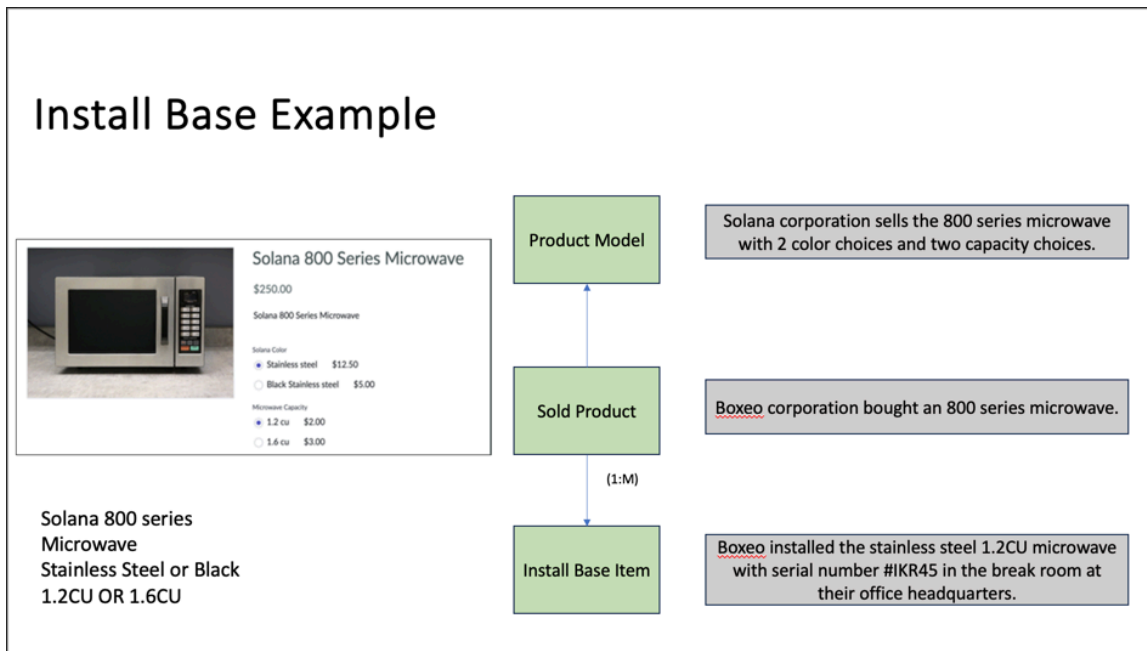 Install Base Example
Solana 800 Series Microwave
$250.00
Solana 800 Series Microwave
Solana Color
Stainless steel $12.50
Black Stainless steel $5.00
Microwave Capacity
1.2 cu $2.00
1.6 cu $3.00
Solana 800 series
Microwave
Stainless Steel or Black
1.2CU OR 1.6CU
Product Model
Solana corporation sells the 800 series microwave
with 2 color choices and two capacity choices.
Sold Product
Boxeo corporation bought an 800 series microwave.
(1:M)
Install Base Item
Boxeo installed the stainless steel 1.2CU microwave
with serial number #IKR45 in the break room at
their office headquarters.